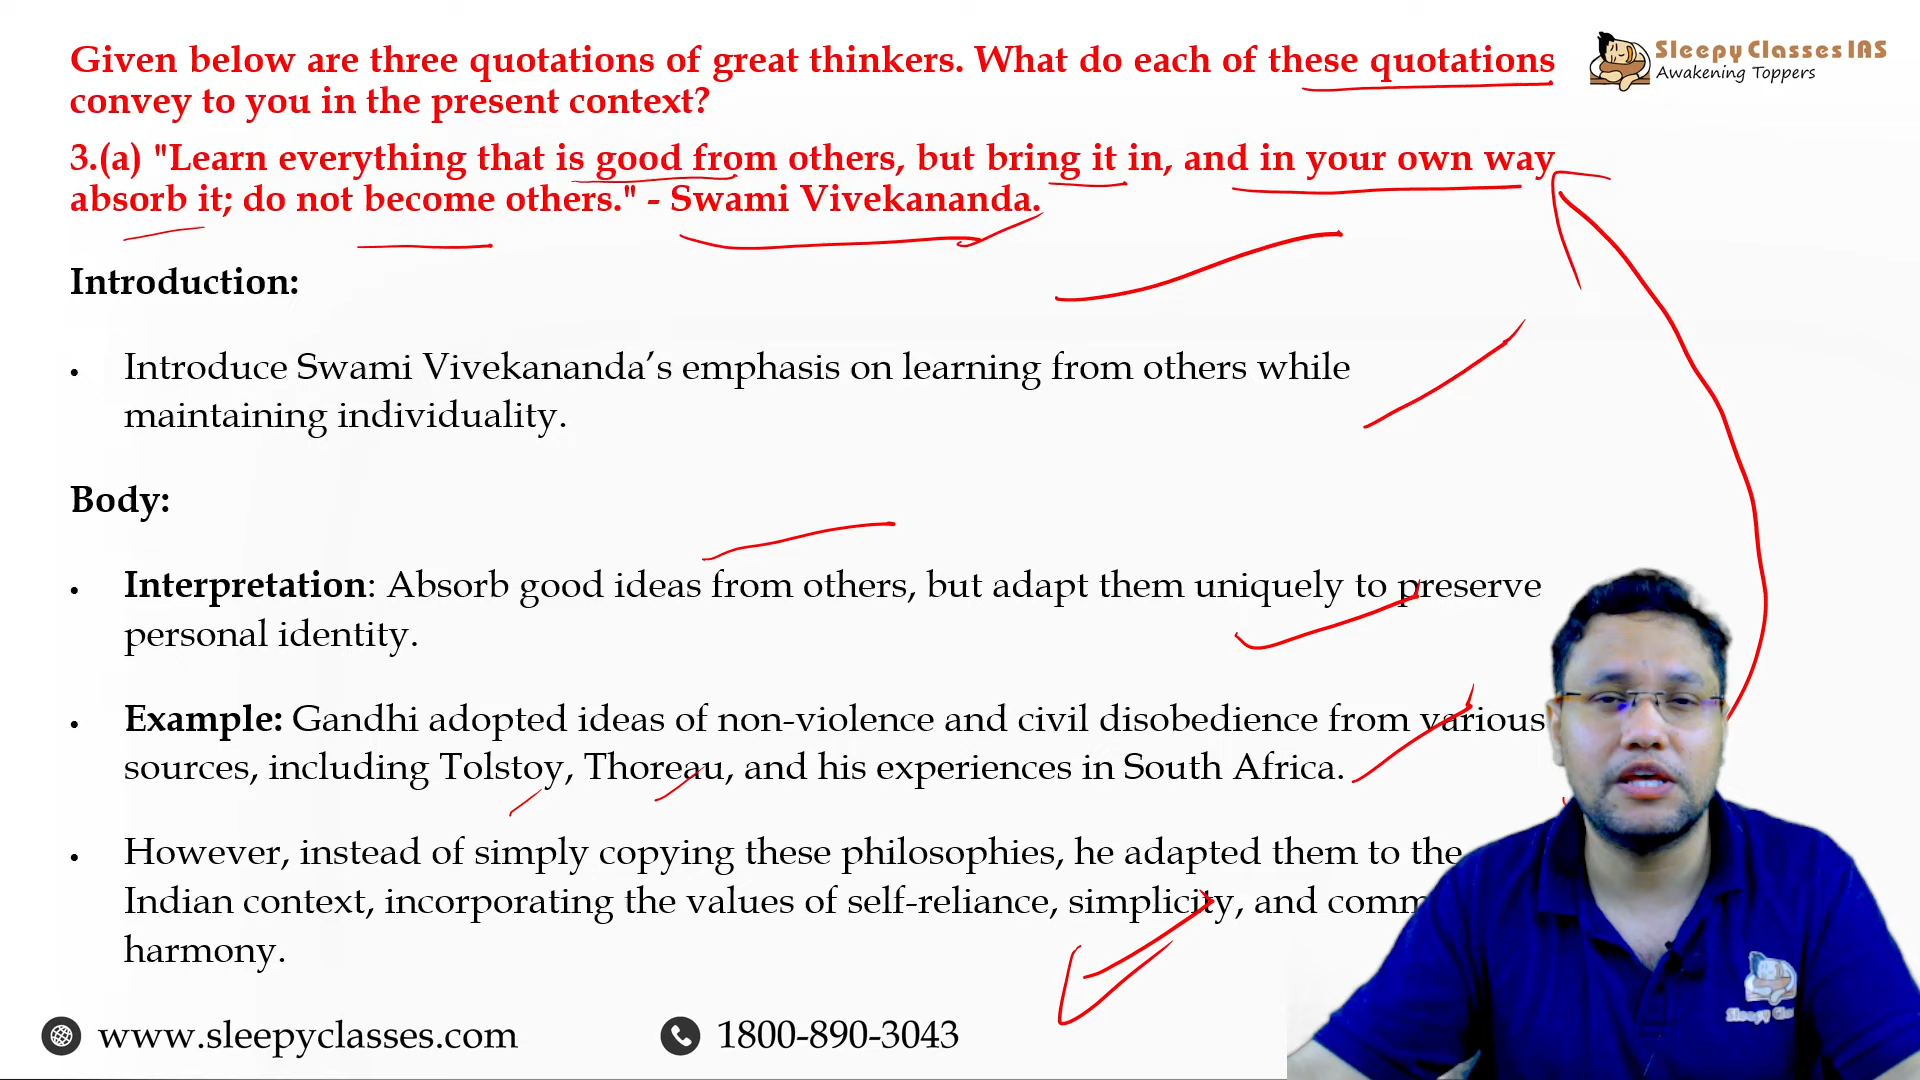 Given below are three quotations of great thinkers. What do each of these quotations
convey to you in the present context?
Sleepy Classes IAS
Awakening Toppers
3.(a) "Learn everything that is good from others, but bring it in, and in your own way
absorb it; do not become others." - Swami Vivekananda.
Introduction:
• Introduce Swami Vivekananda’s emphasis on learning from others while
maintaining individuality.
Body:
• Interpretation: Absorb good ideas from others, but adapt them uniquely to preserve
personal identity.
• Example: Gandhi adopted ideas of non-violence and civil disobedience from various
sources, including Tolstoy, Thoreau, and his experiences in South Africa.
• However, instead of simply copying these philosophies, he adapted them to the
Indian context, incorporating the values of self-reliance, simplicity, and
harmony.
www.sleepyclasses.com
1800-890-3043